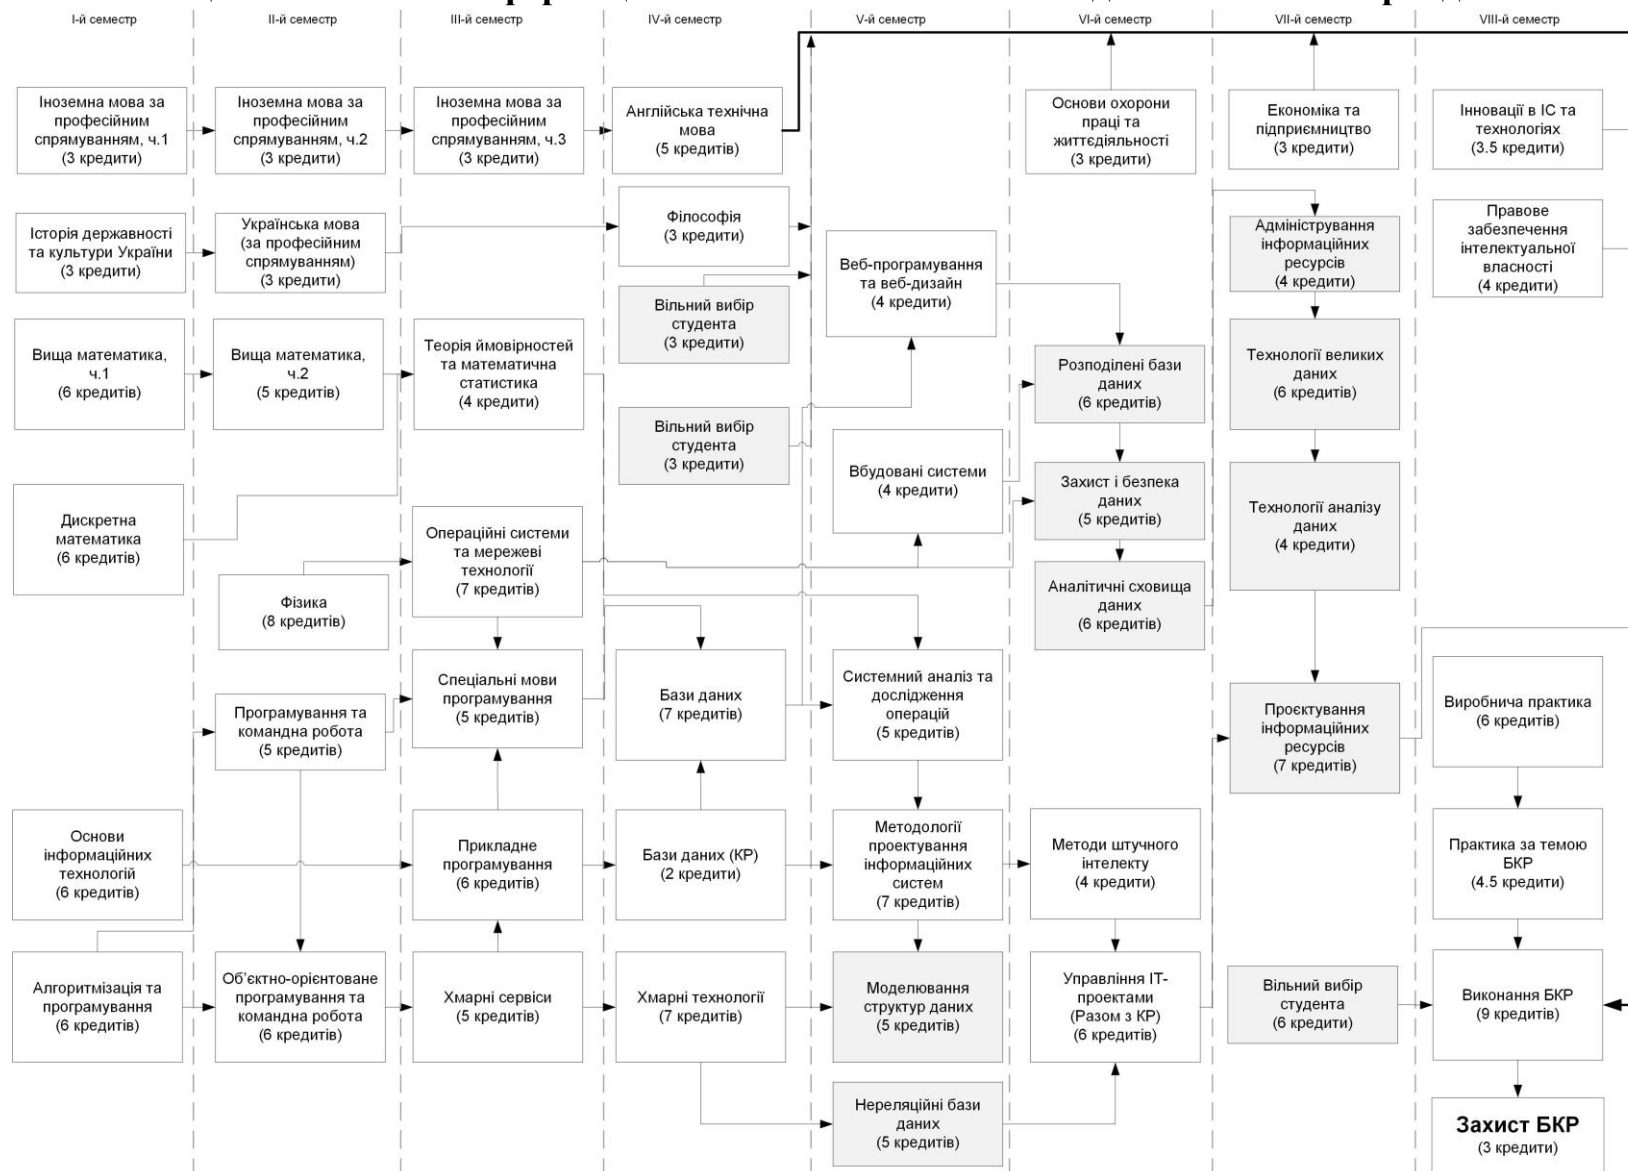 I-й семестр
II-й семестр
III-й семестр
IV-й семестр
V-й семестр
VI-й семестр
VII-й семестр
VIII-й семестр
Іноземна мова за
професійним
спрямуванням, ч.1
(3 кредити)
Іноземна мова за
професійним
спрямуванням, ч.2
(3 кредити)
Іноземна мова за
професійним
спрямуванням, ч.3
(3 кредити)
Англійська технічна
мова
(5 кредитів)
Основи охорони
праці та
життєдіяльності
(3 кредити)
Економіка та
підприємництво
(3 кредити)
Інновації в ІС та
технологіях
(3.5 кредити)
Історія державності
та культури України
(3 кредити)
Українська мова
(за професійним
спрямуванням)
(3 кредити)
Філософія
(3 кредити)
Вільний вибір
студента
(3 кредити)
Веб-програмування
та веб-дизайн
(4 кредити)
Адміністрування
інформаційних
ресурсів
(4 кредити)
Правове
забезпечення
інтелектуальної
власності
(4 кредити)
Вища математика,
ч.1
(6 кредитів)
Вища математика,
ч.2
(5 кредитів)
Теорія ймовірностей
та математична
статистика
(4 кредити)
Вільний вибір
студента
(3 кредити)
Розподілені бази
даних
(6 кредитів)
Технології великих
даних
(6 кредитів)
Вбудовані системи
(4 кредити)
Захист і безпека
даних
(5 кредитів)
Технології аналізу
даних
(4 кредити)
Дискретна
математика
(6 кредитів)
Операційні системи
та мережеві
технології
(7 кредитів)
Фізика
(8 кредитів)
Аналітичні сховища
даних
(6 кредитів)
Програмування та
командна робота
(5 кредитів)
Спеціальні мови
програмування
(5 кредитів)
Бази даних
(7 кредитів)
Системний аналіз та
дослідження
операцій
(5 кредитів)
Проєктування
інформаційних
ресурсів
(7 кредитів)
Виробнича практика
(6 кредитів)
Основи
інформаційних
технологій
(6 кредитів)
Прикладне
програмування
(6 кредитів)
Бази даних (КР)
(2 кредити)
Методології
проектування
інформаційних
систем
(7 кредитів)
Методи штучного
інтелекту
(4 кредити)
Практика за темою
БКР
(4.5 кредити)
Алгоритмізація та
програмування
(6 кредитів)
Об'єктно-орієнтоване
програмування та
командна робота
(6 кредитів)
Хмарні сервіси
(5 кредитів)
Хмарні технології
(7 кредитів)
Моделювання
структур даних
(5 кредитів)
Управління ІТ-
проектами
(Разом з КР)
(6 кредитів)
Вільний вибір
студента
(6 кредити)
Виконання БКР
(9 кредитів)
Нереляційні бази
даних
(5 кредитів)
Захист БКР
(3 кредити)